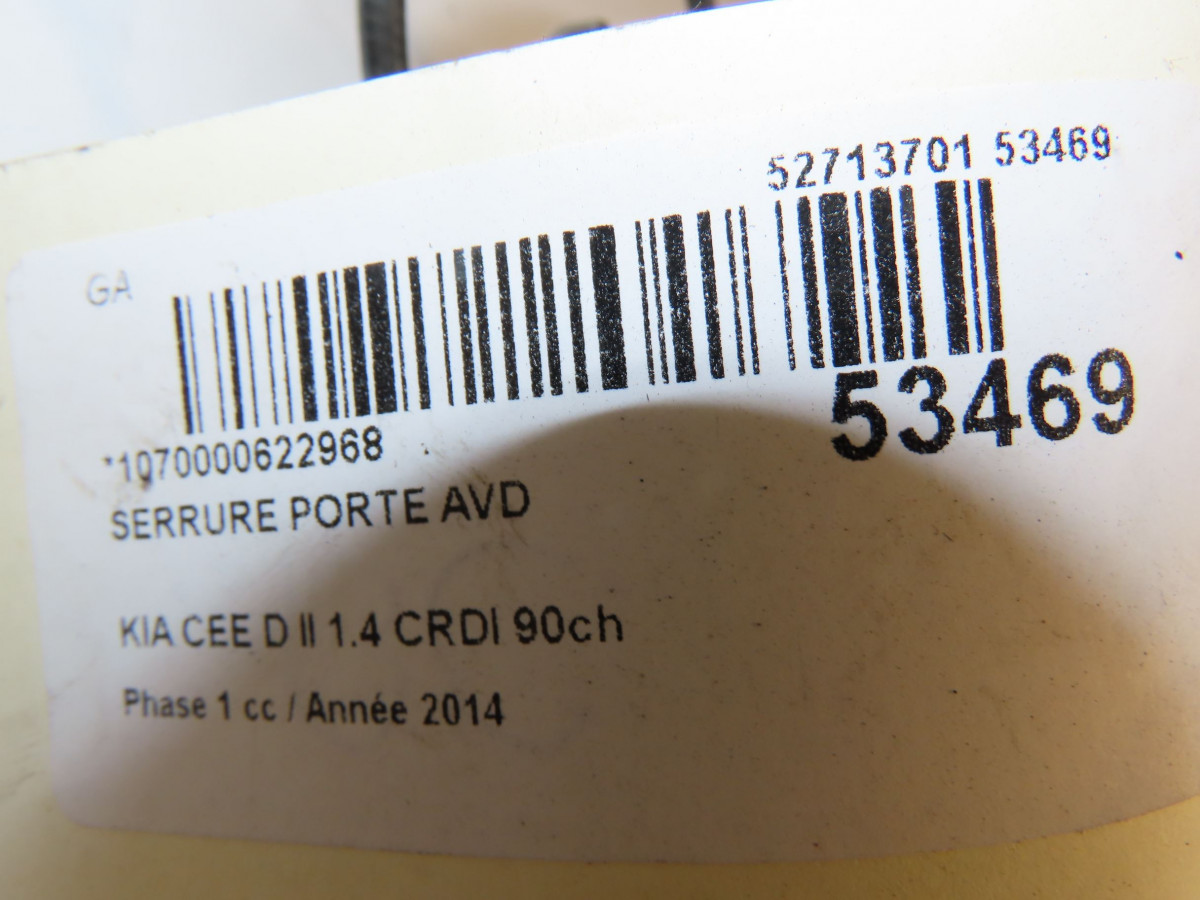 52713701 53469
GA
53469
*1070000622968
SERRURE PORTE AVD
KIA CEE D II 1.4 CRDI 90ch
Phase 1 cc / Année 2014